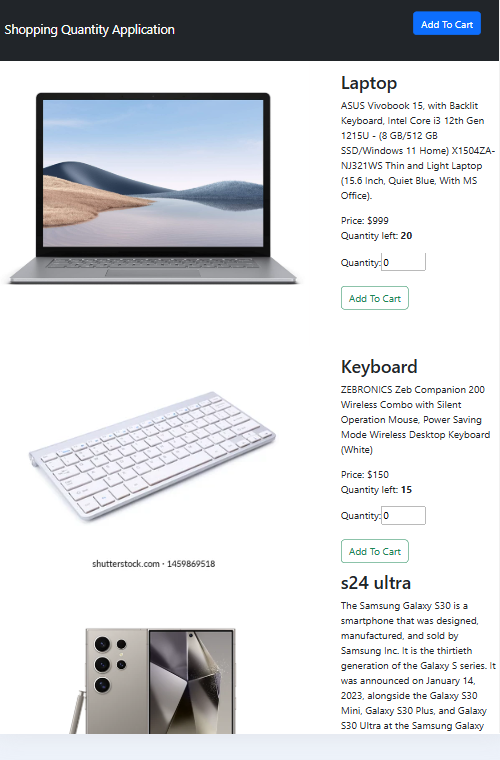 Shopping Quantity Application
Add To Cart
Laptop
ASUS Vivobook 15, with Backlit
Keyboard, Intel Core i3 12th Gen
1215U - (8 GB/512 GB
SSD/Windows 11 Home) X1504ZA-
NJ321WS Thin and Light Laptop
(15.6 Inch, Quiet Blue, With MS
Office).
Price: $999
Quantity left: 20
Quantity: 0
Add To Cart
Keyboard
ZEBRONICS Zeb Companion 200
Wireless Combo with Silent
Operation Mouse, Power Saving
Mode Wireless Desktop Keyboard
(White)
Price: $150
Quantity left: 15
Quantity: 0
Add To Cart
shutterstock.com · 1459869518
s24 ultra
The Samsung Galaxy S30 is a
smartphone that was designed,
manufactured, and sold by
Samsung Inc. It is the thirtieth
generation of the Galaxy S series. It
was announced on January 14,
2023, alongside the Galaxy S30
Mini, Galaxy S30 Plus, and Galaxy
S30 Ultra at the Samsung Galaxy